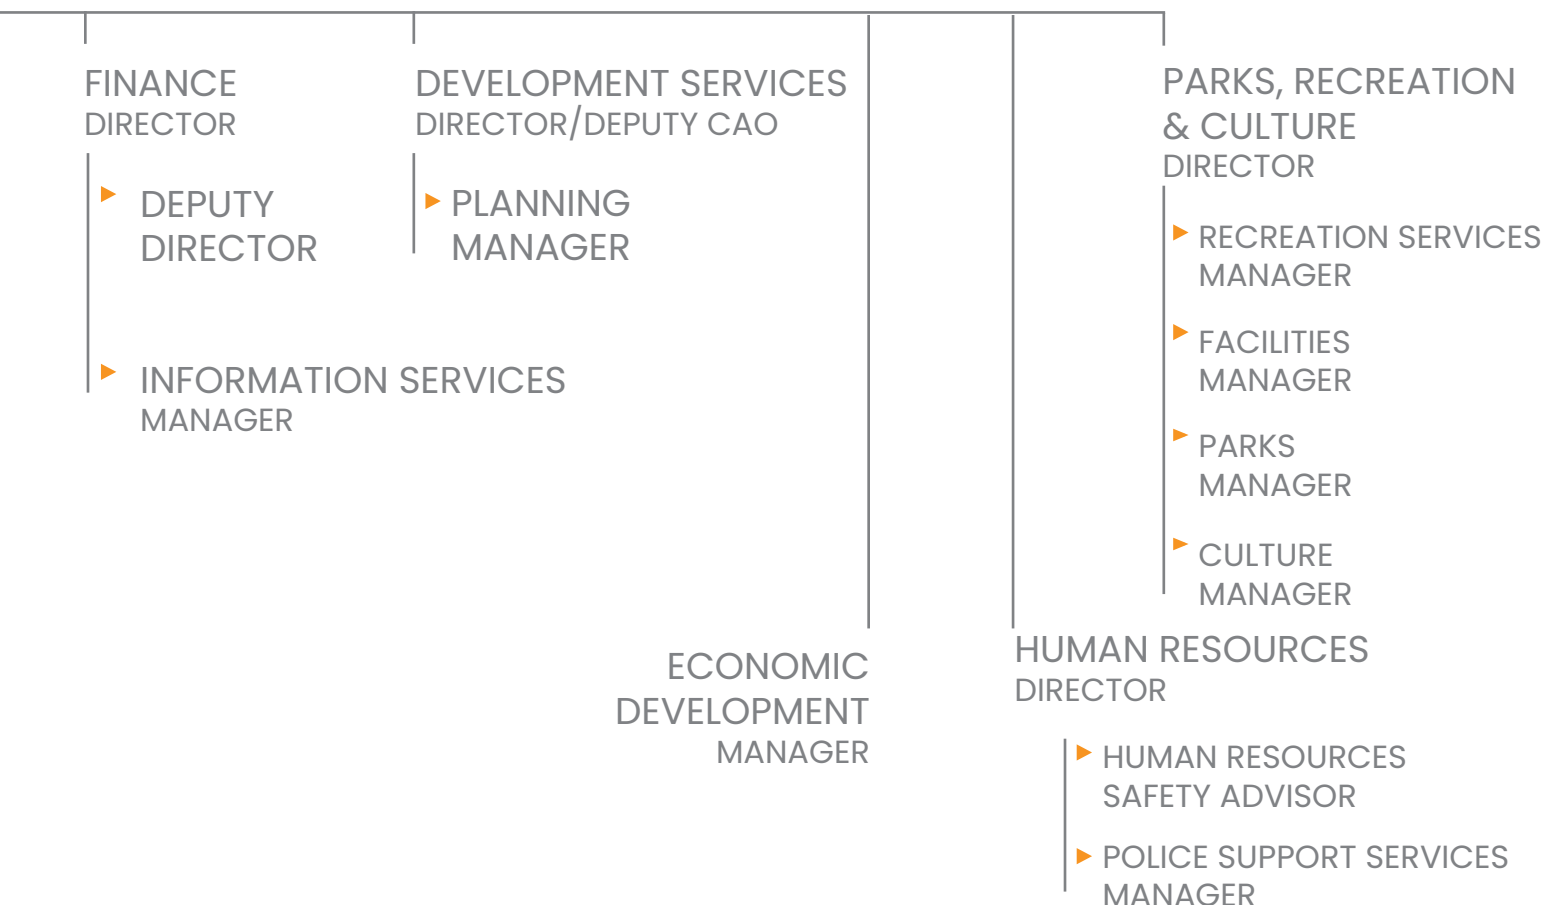 FINANCE
DIRECTOR
DEPUTY
DIRECTOR
INFORMATION SERVICES
MANAGER
DEVELOPMENT SERVICES
DIRECTOR/DEPUTY CAO
PLANNING
MANAGER
ECONOMIC
DEVELOPMENT
MANAGER
HUMAN RESOURCES
DIRECTOR
HUMAN RESOURCES
SAFETY ADVISOR
POLICE SUPPORT SERVICES
MANAGER
PARKS, RECREATION
& CULTURE
DIRECTOR
RECREATION SERVICES
MANAGER
FACILITIES
MANAGER
PARKS
MANAGER
CULTURE
MANAGER